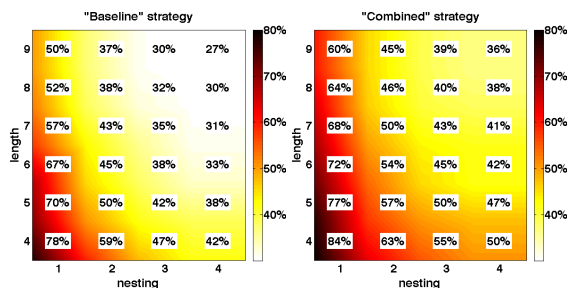 "Baseline" strategy
9 50% 37% 30% 27%
8 52% 38% 32% 30%
7 57% 43% 35% 31%
6 67% 45% 38% 33%
5 70% 50% 42% 38%
4 78% 59% 47% 42%
1 2 3 4
length
nesting
80%
70%
60%
50%
40%
"Combined" strategy
9 60% 45% 39% 36%
8 64% 46% 40% 38%
7 68% 50% 43% 41%
6 72% 54% 45% 42%
5 77% 57% 50% 47%
4 84% 63% 55% 50%
1 2 3 4
length
nesting
80%
70%
60%
50%
40%